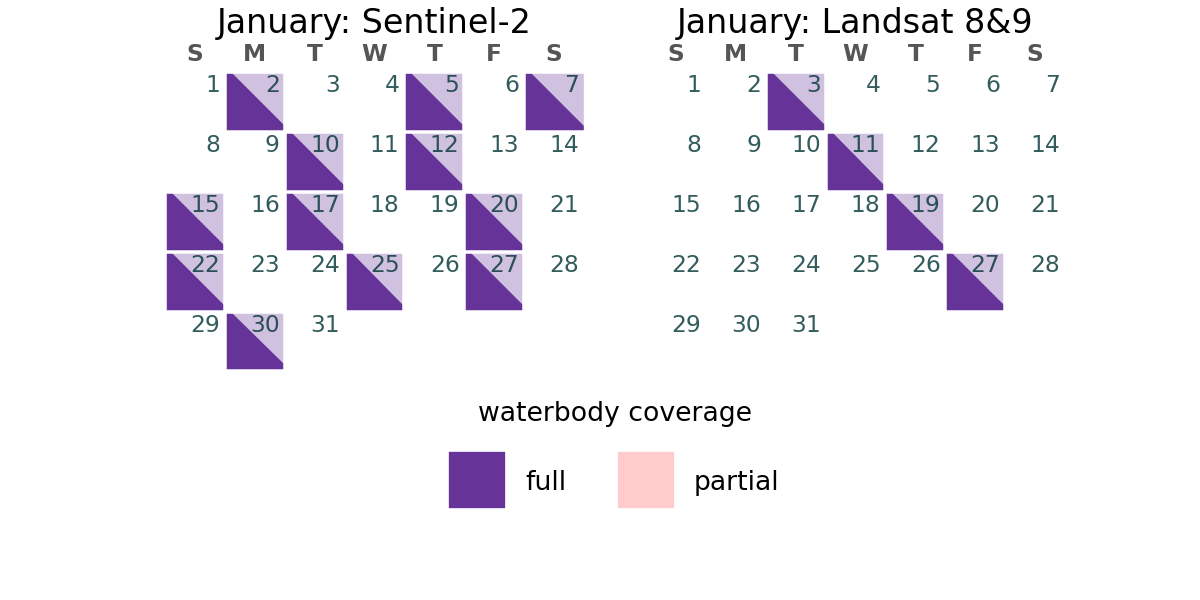 January: Sentinel-2
S M T W T F S
1 2 3 4 5 6 7
8 9 10 11 12 13 14
15 16 17 18 19 20 21
22 23 24 25 26 27 28
29 30 31
January: Landsat 8&9
S M T W T F S
1 2 3 4 5 6 7
8 9 10 11 12 13 14
15 16 17 18 19 20 21
22 23 24 25 26 27 28
29 30 31
waterbody coverage
full partial